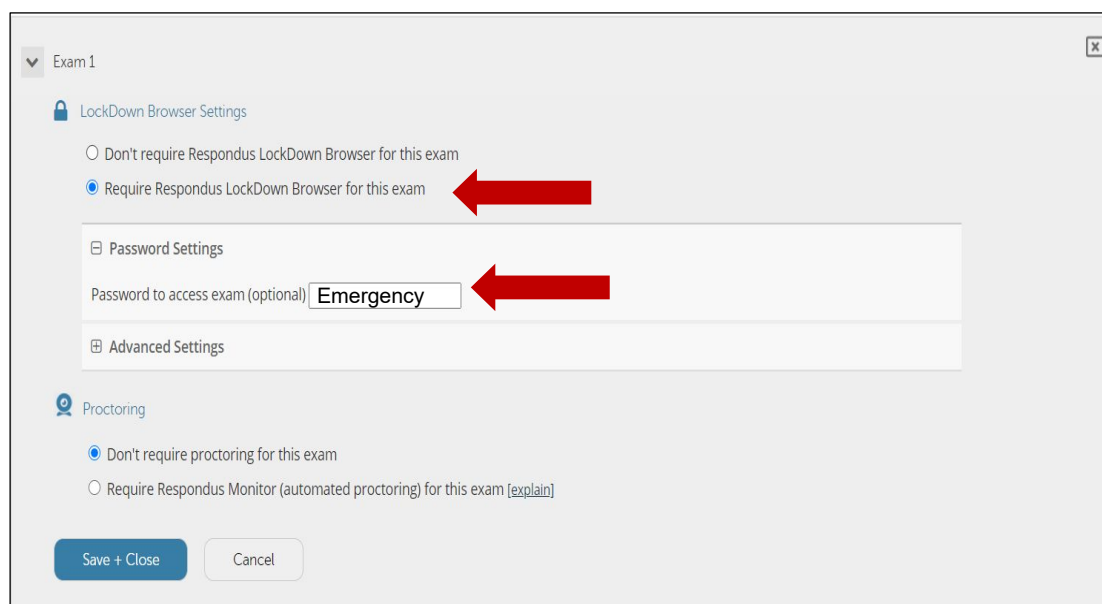 Exam 1
LockDown Browser Settings
Don't require Respondus LockDown Browser for this exam
Require Respondus LockDown Browser for this exam
Password Settings
Password to access exam (optional) Emergency
Advanced Settings
Proctoring
Don't require proctoring for this exam
Require Respondus Monitor (automated proctoring) for this exam [explain]
Save + Close Cancel